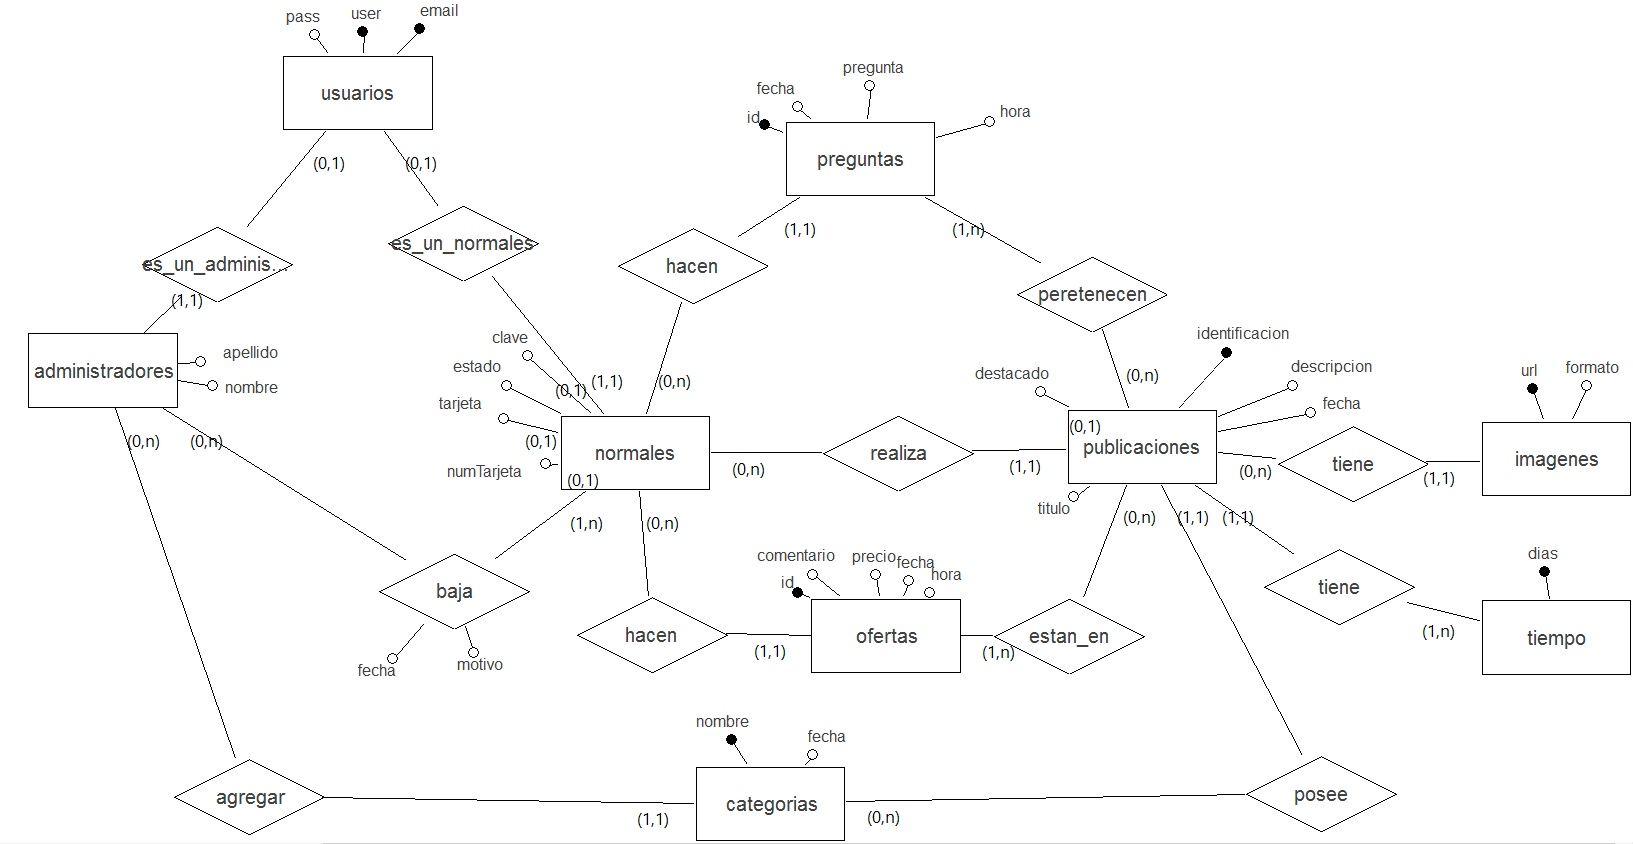 pass
user
email
usuarios
(0,1)
(0,1)
es_un_adminis...
es_un_normales
(1,1)
pregunta
fecha
id
hora
preguntas
(1,1)
(1,n)
hacen
peretenecen
administradores
apellido
nombre
(0,n)
(0,n)
clave
estado
tarjeta
numTarjeta
(0,1)
(1,1)
(0,n)
(0,1)
(0,1)
normales
(1,n)
(0,n)
(0,n)
realiza
(1,1)
(0,n)
identificacion
destacado
descripcion
fecha
(0,1)
publicaciones
titulo
(0,n)
tiene
(1,1)
url
formato
imagenes
(0,n)
(1,1)
(1,1)
tiene
(1,n)
dias
tiempo
baja
fecha
motivo
hacen
(1,1)
comentario
precio
fecha
hora
id
ofertas
(1,n)
estan_en
agregar
(1,1)
nombre
fecha
categorias
(0,n)
posee